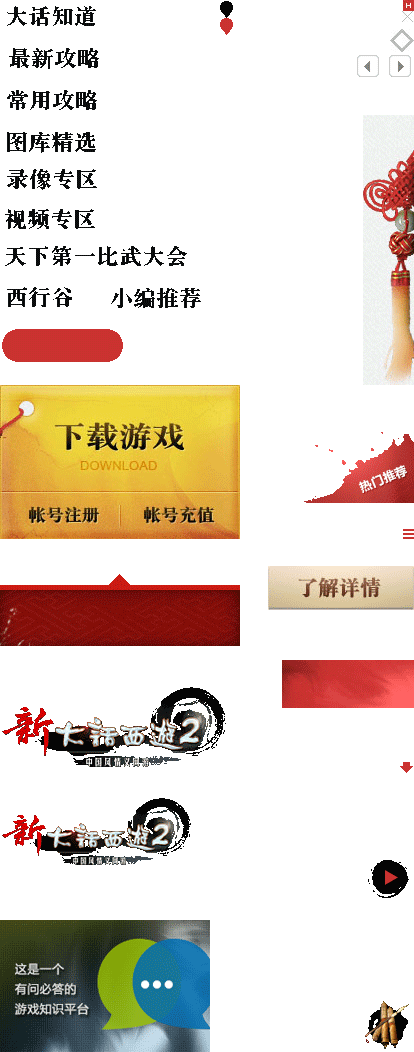 大话知道
H
最新攻略
常用攻略
图库精选
录像专区
视频专区
天下第一比武大会
西行谷
小编推荐
下载游戏
DOWNLOAD
热门推荐
帐号注册
帐号充值
了解详情
新大话西遊2
新大话西遊2
这是一个
有问必答的
游戏知识平台